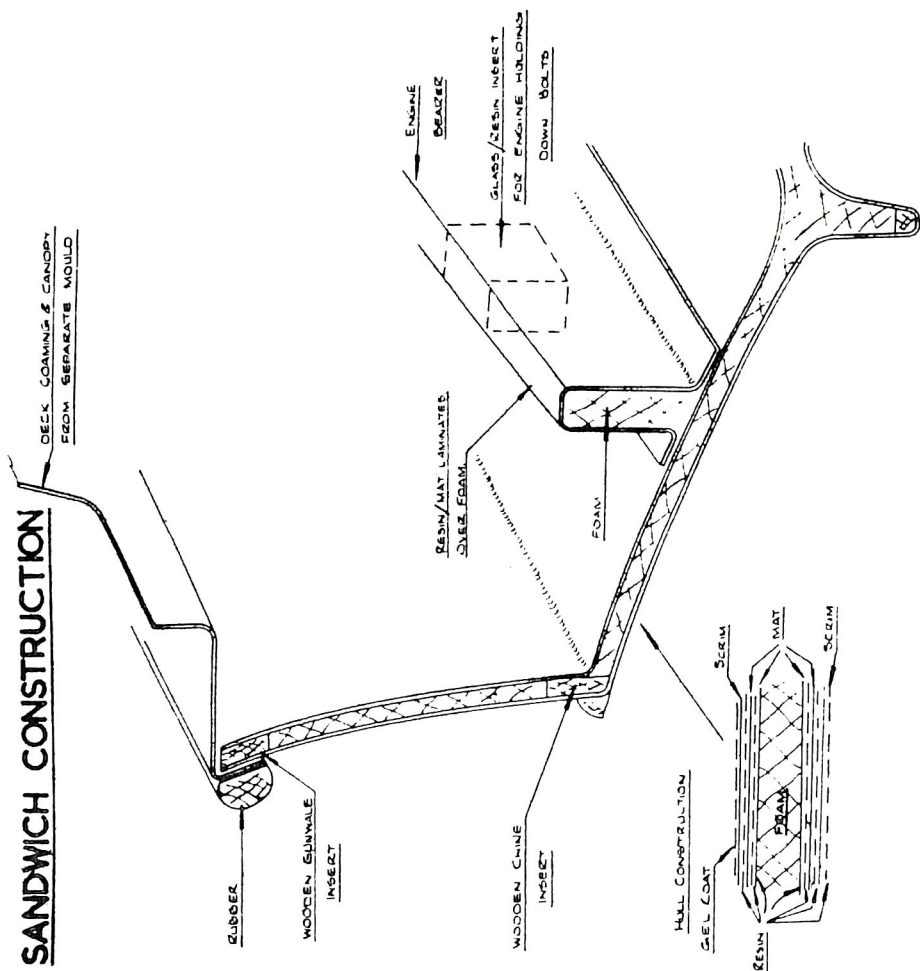 SANDWICH CONSTRUCTION
DECK COAMING & CANOPY
FROM SEPARATE MOULD
ENGINE
BEARER
GLASS/RESIN INSERT
FOR ENGINE HOLDING
DOWN BOLTS
RESIN/MAT LAMINATED
OVER FOAM
FOAM
RUBBER
WOODEN GUNWALE
INSERT
WOODEN CHINE
INSERT
HULL CONSTRUCTION
GEL COAT
SCRIM
MAT
FOAM
RESIN
SCRIM